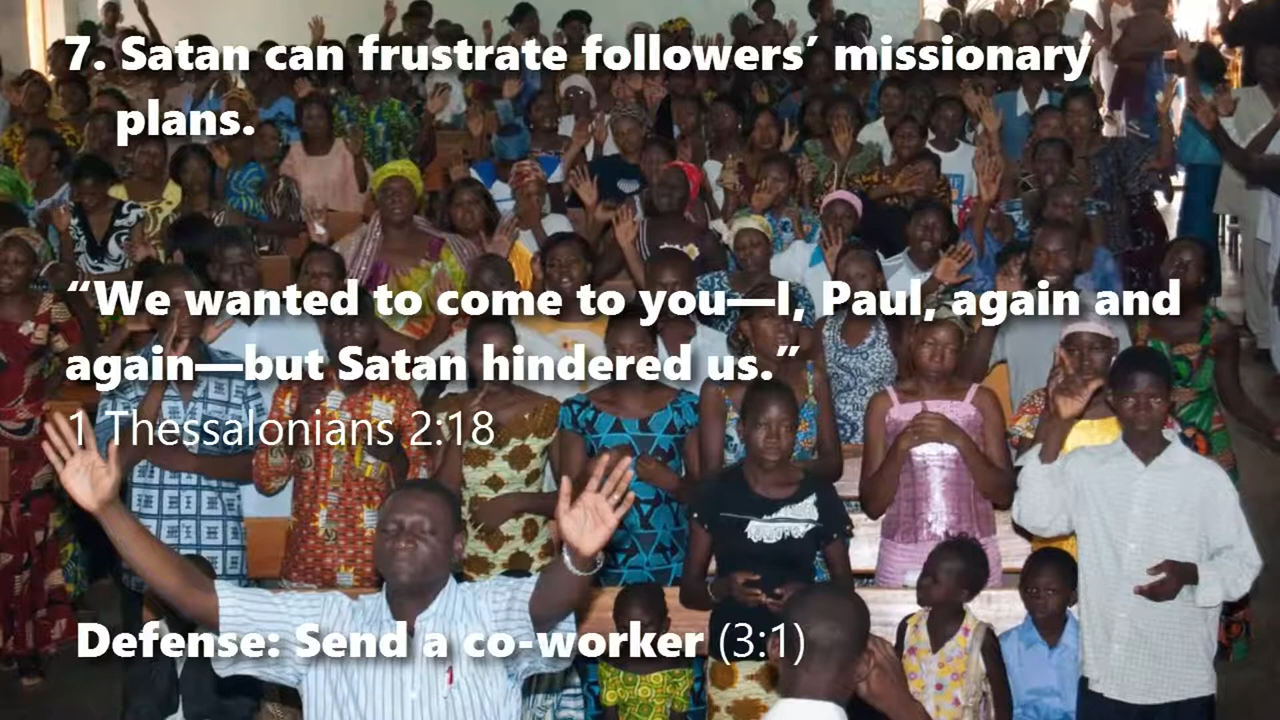 7. Satan can frustrate followers’ missionary
plans.
“We wanted to come to you—I, Paul, again and
again—but Satan hindered us.”
1 Thessalonians 2:18
Defense: Send a co-worker (3:1)